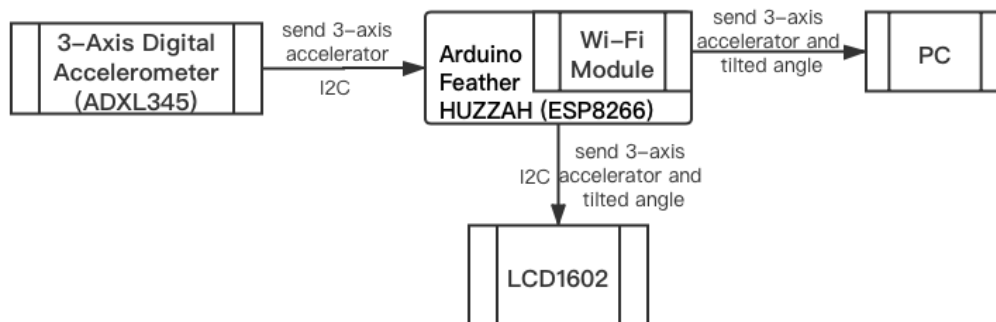 3-Axis Digital
Accelerometer
(ADXL345)
send 3-axis
accelerator
I2C
Arduino
Feather
HUZZAH (ESP8266)
Wi-Fi
Module
send 3-axis
accelerator and
tilted angle
PC
I2C
send 3-axis
accelerator and
tilted angle
LCD1602